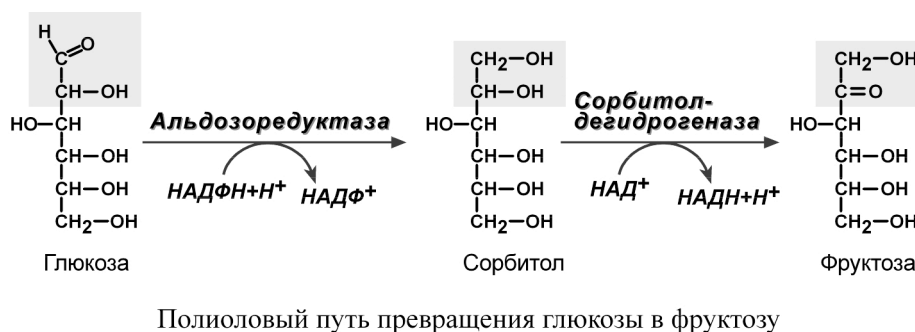 H
O
C
CH—OH
HO—CH
CH—OH
CH—OH
CH₂—OH
Глюкоза
Альдозоредуктаза
НАДФН+Н⁺
НАДФ⁺
CH₂—OH
CH—OH
HO—CH
CH—OH
CH—OH
CH₂—OH
Сорбитол
Сорбитол-
дегидрогеназа
НАД⁺
НАДН+Н⁺
CH₂—OH
C=O
HO—CH
CH—OH
CH—OH
CH₂—OH
Фруктоза
Полиоловый путь превращения глюкозы в фруктозу